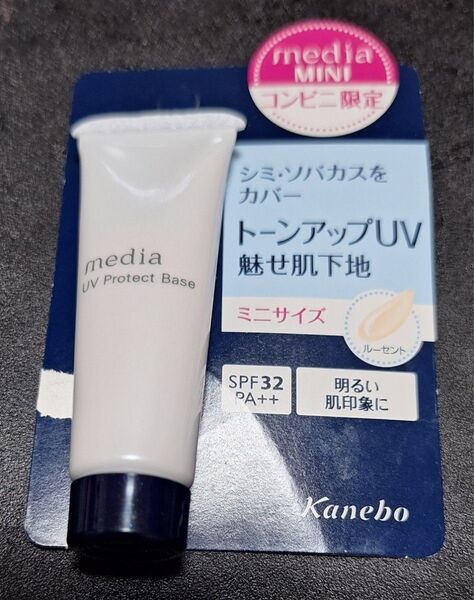 media
MINI
コンビニ限定
シミ・ソバカスを
カバー
トーンアップUV
魅せ肌下地
ミニサイズ
ルーセント
SPF32
PA++
明るい
肌印象に
Kanebo
media
UV Protect Base